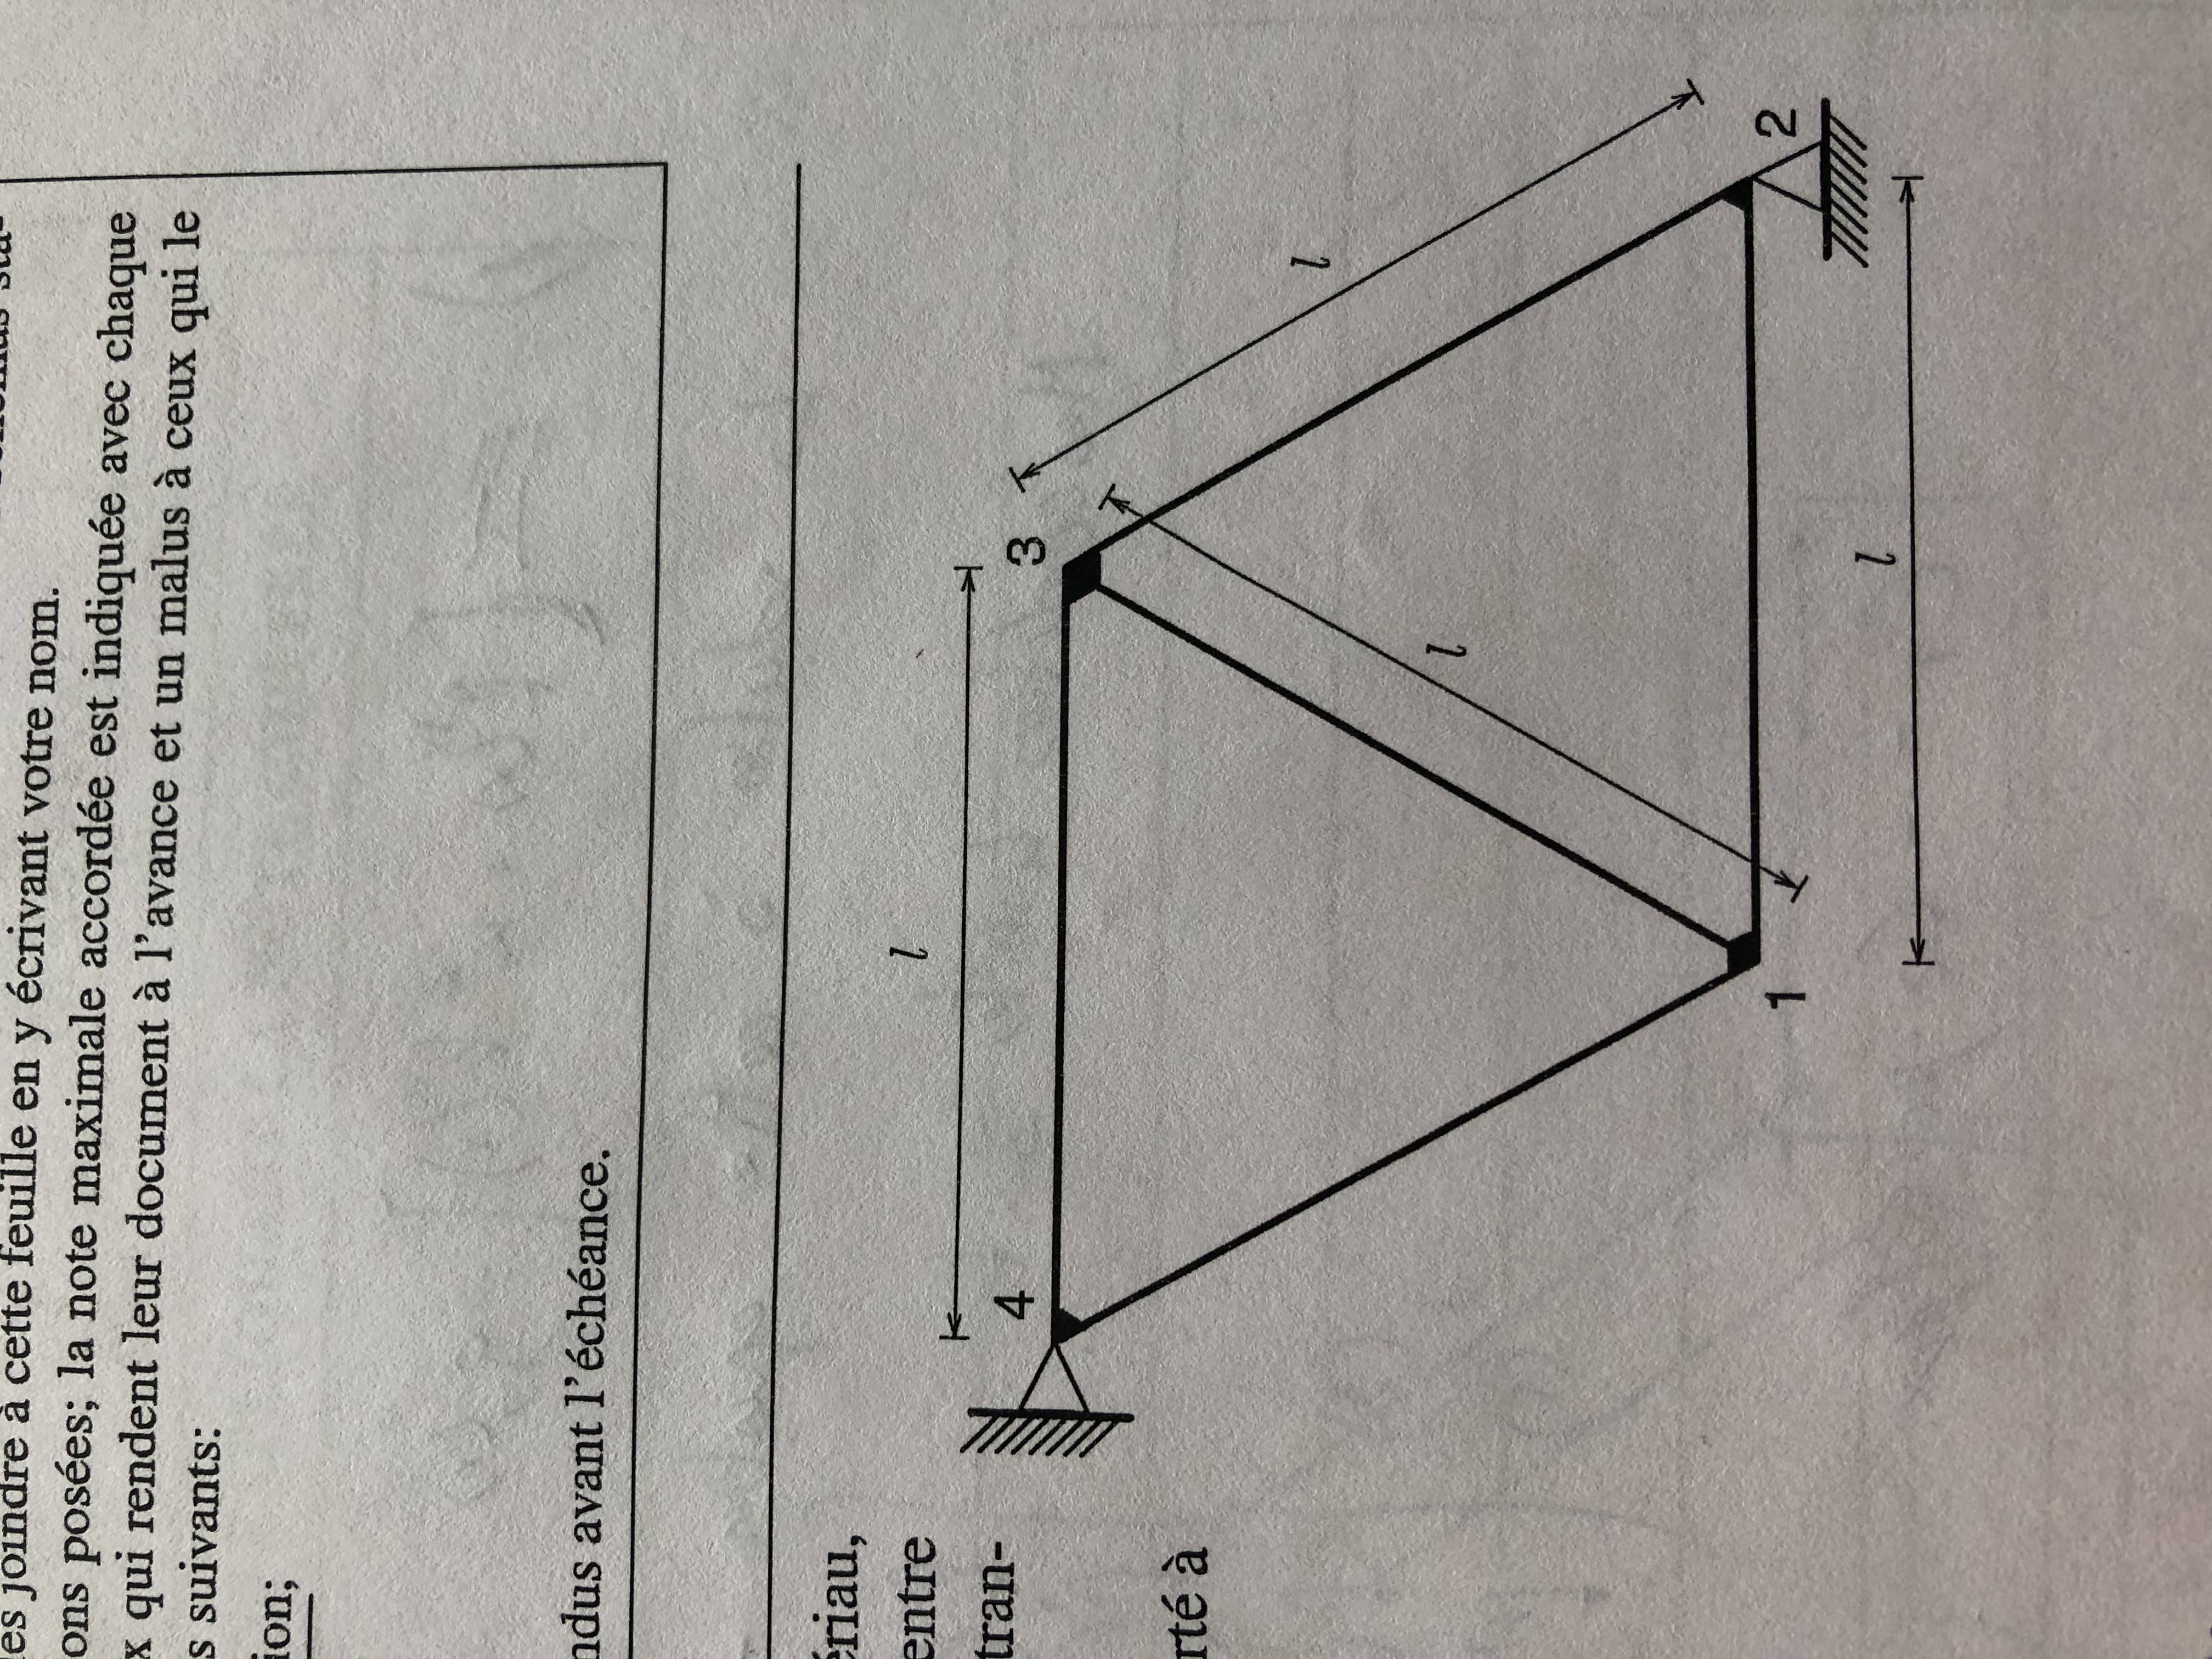 les joindre à cette feuille en y écrivant votre nom.
ons posées; la note maximale accordée est indiquée avec chaque
x qui rendent leur document à l'avance et un malus à ceux qui le
s suivants:
ion;
ndus avant l'échéance.
ériau,
entre
tran-
rté à
l
4
3
l
l
1
2
l